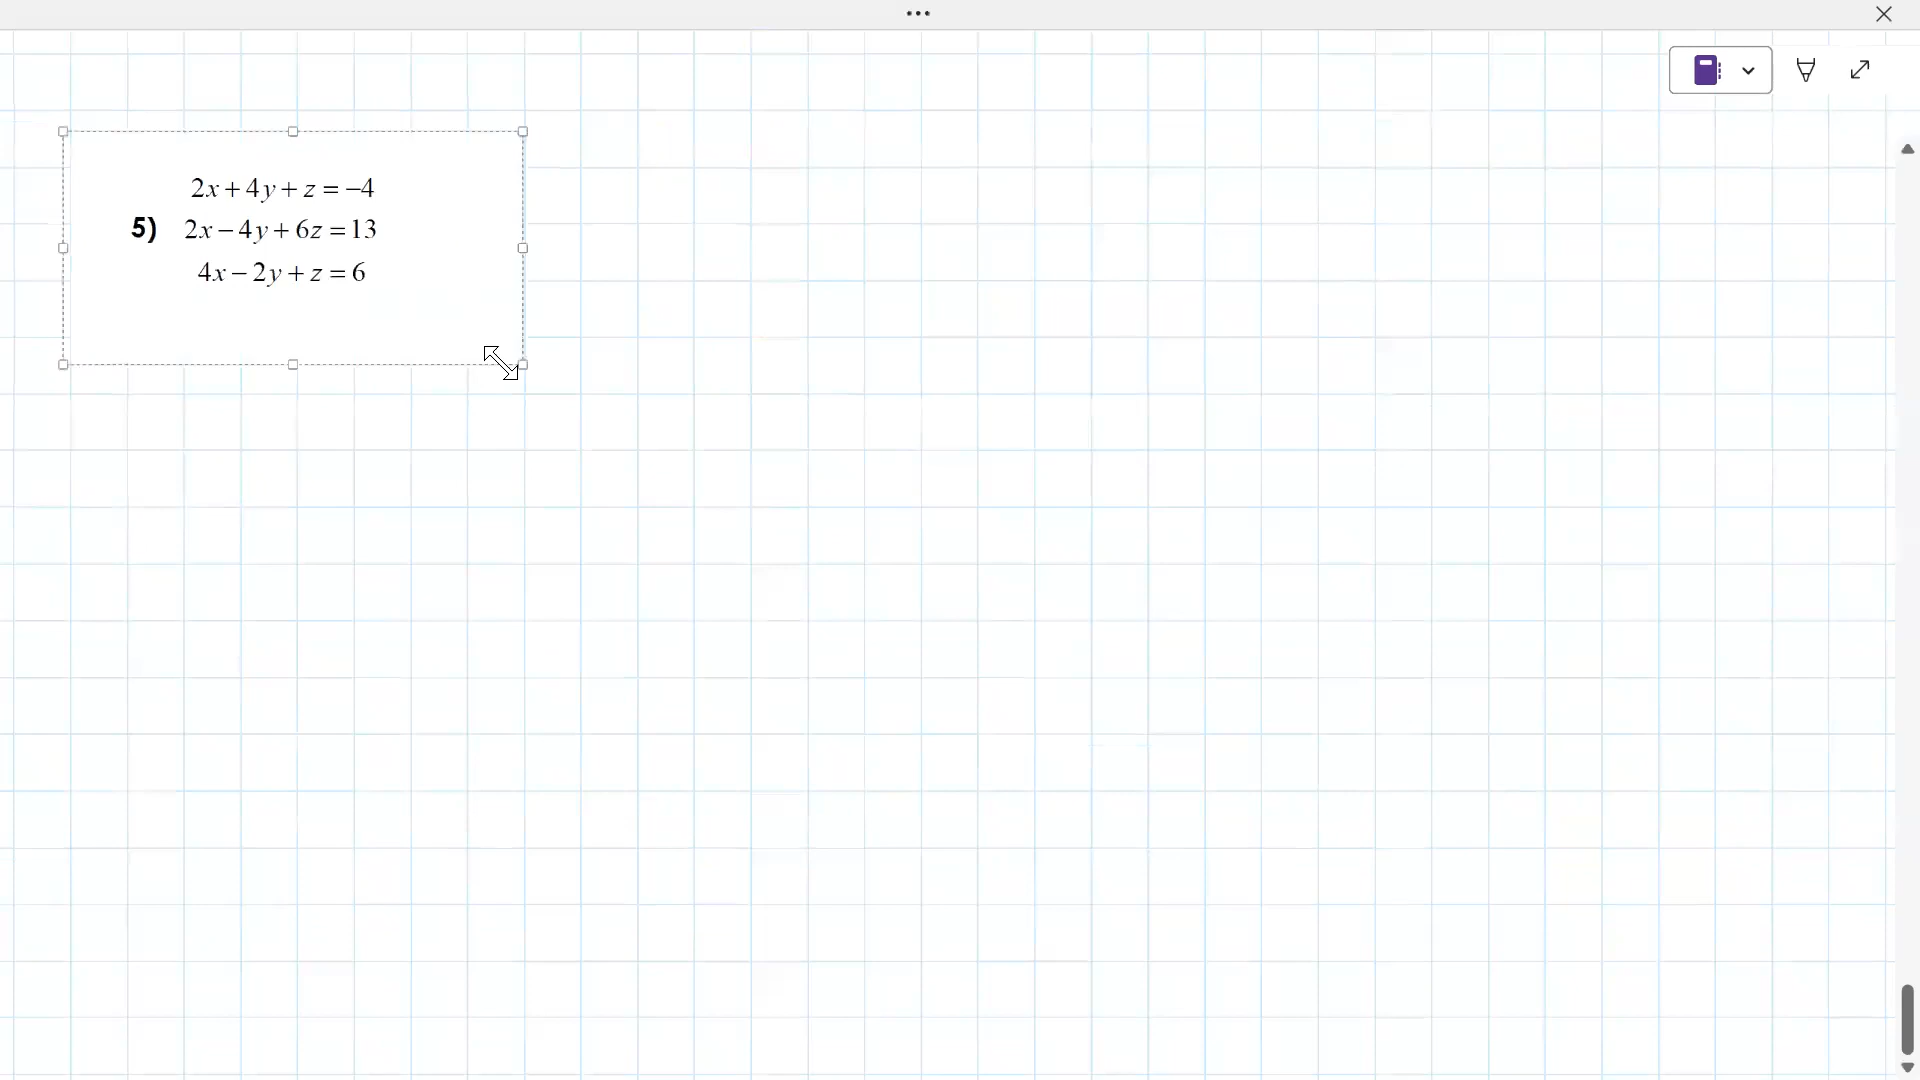 2x + 4y + z = −4
5) 2x − 4y + 6z = 13
4x − 2y + z = 6